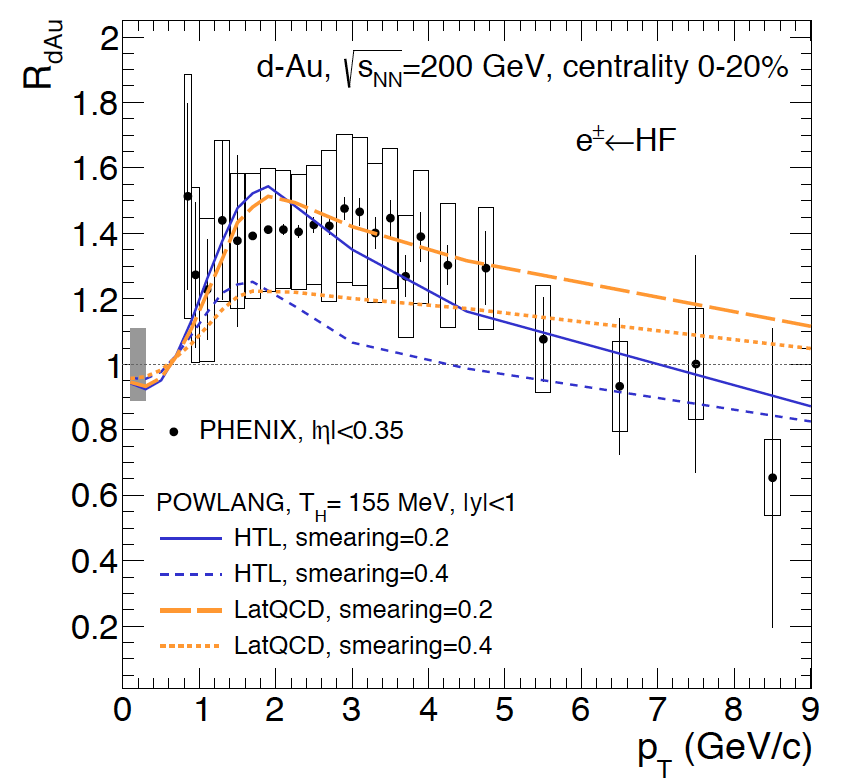 R_dAu
d-Au, √s_NN=200 GeV, centrality 0-20%
e±←HF
2
1.8
1.6
1.4
1.2
1
0.8
0.6
0.4
0.2
PHENIX, |η|<0.35
POWLANG, T_H= 155 MeV, |y|<1
HTL, smearing=0.2
HTL, smearing=0.4
LatQCD, smearing=0.2
LatQCD, smearing=0.4
0 1 2 3 4 5 6 7 8 9
p_T (GeV/c)